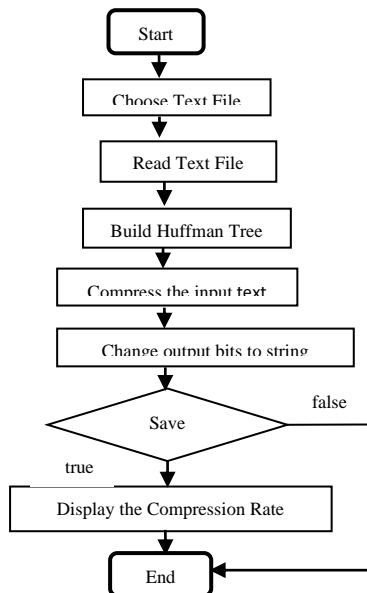 Start
Choose Text File
Read Text File
Build Huffman Tree
Compress the input text
Change output bits to string
Save
false
true
Display the Compression Rate
End